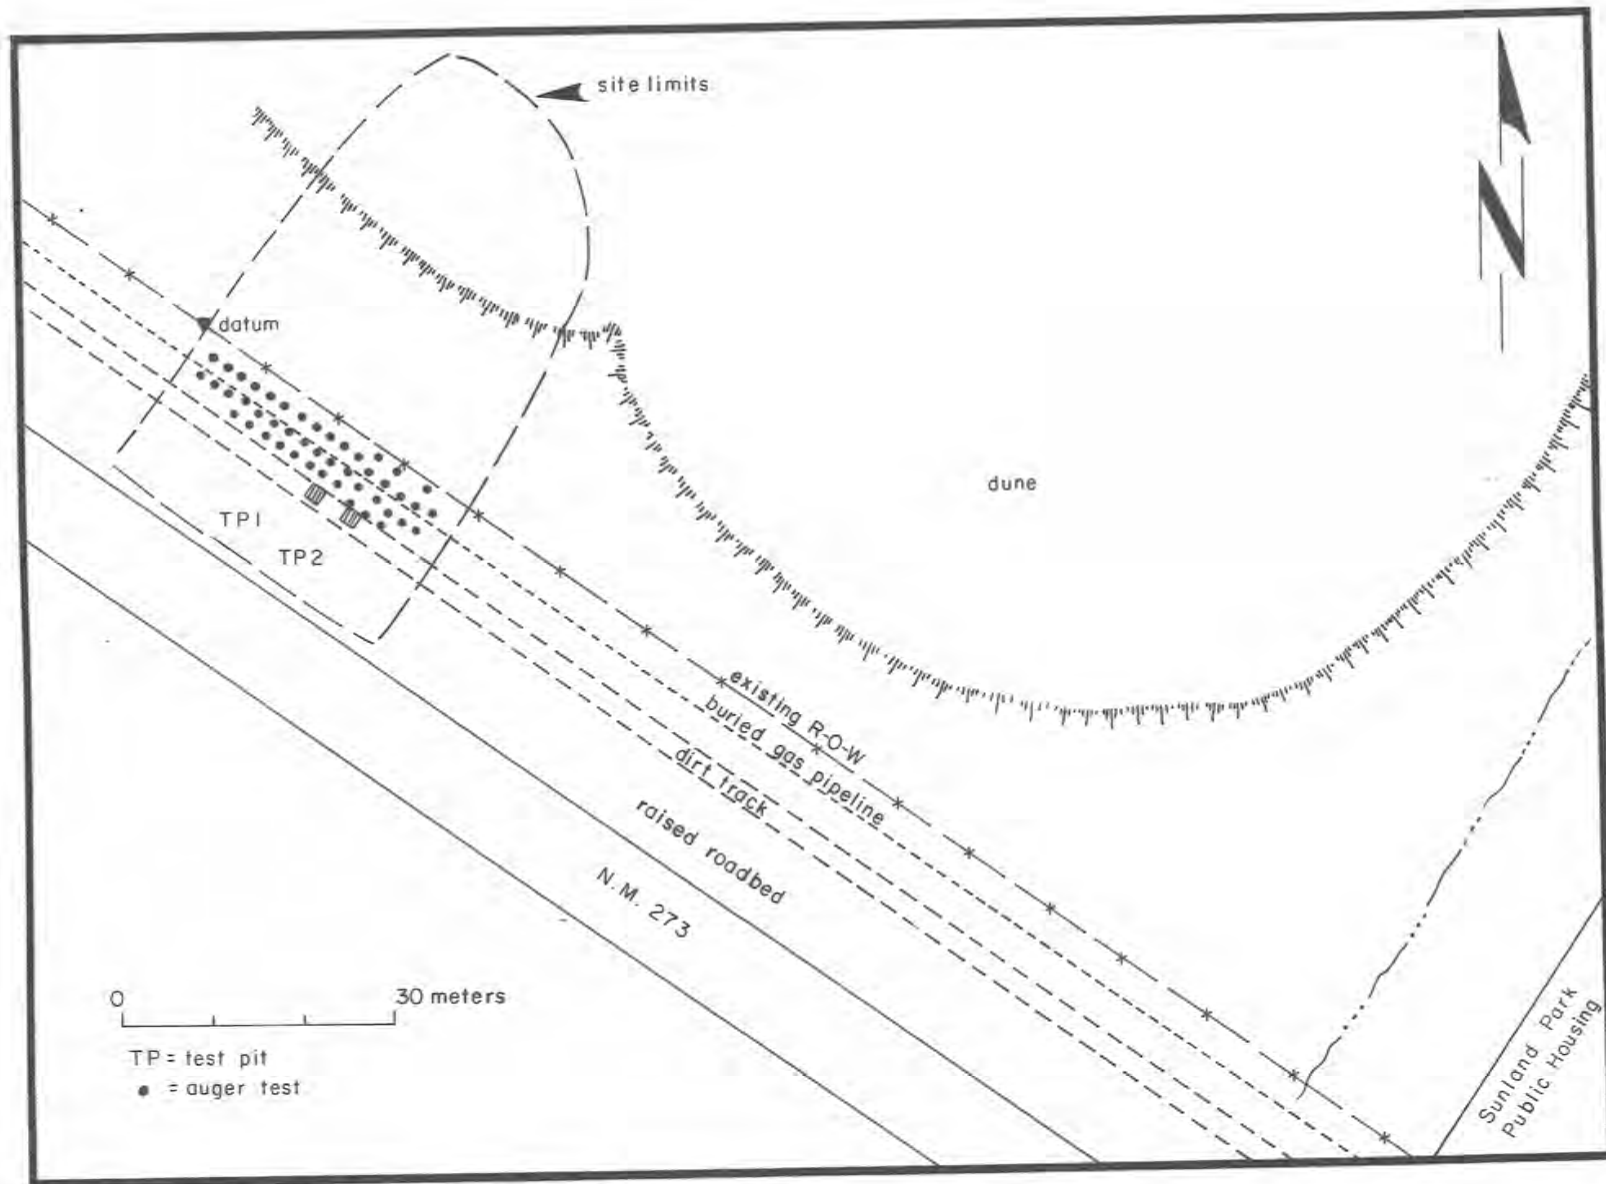 site limits
N
datum
dune
TP1
TP2
existing R-O-W
buried gas pipeline
dirt track
raised roadbed
N.M. 273
0 30 meters
TP = test pit
● = auger test
Sunland Park
Public Housing